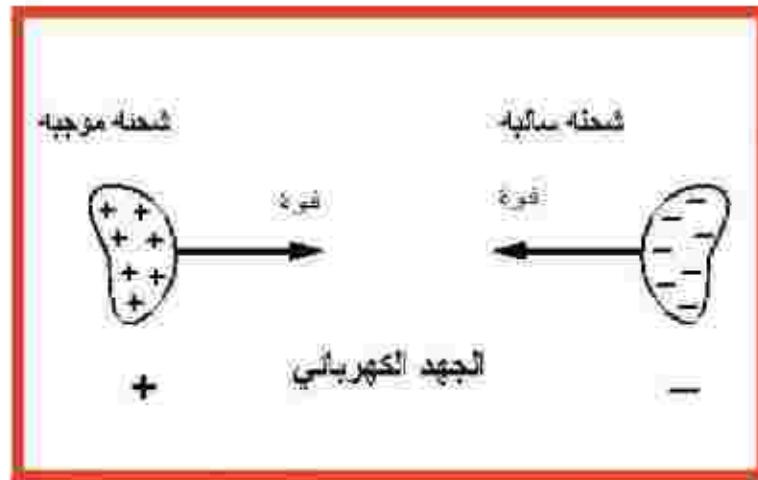 شحنه سالبه
شحنه موجبه
قوة
قوة
الجهد الكهربائي
−
+